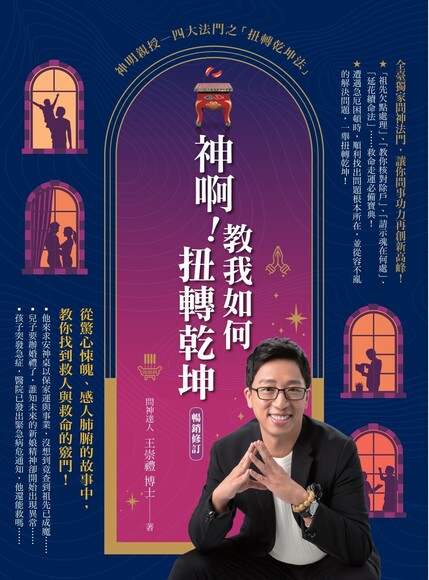 神明親授—四大法門之「扭轉乾坤法」
全臺獨家問神法門，讓你問事功力再創新高峰！
★「祖先欠點處理」、「教你核對除戶」、「請示魂在何處」、
「延花續命法」……救命走運必備寶典！
★遭遇急厄困頓時，順利找出問題根本所在，並從容不亂
的解決問題，一舉扭轉乾坤！
神啊！教我如何
扭轉乾坤
暢銷修訂
問神達人 王崇禮 博士——著
從驚心悚魄、感人肺腑的故事中，
教你找到救人與救命的竅門！
•他來求安神桌以保家運與事業，沒想到竟查到祖先已成魔……
•兒子要辦婚禮了，誰知未來的新娘精神卻開始出現異常……
•孩子突發急症，醫院已發出緊急病危通知，他還能救嗎……